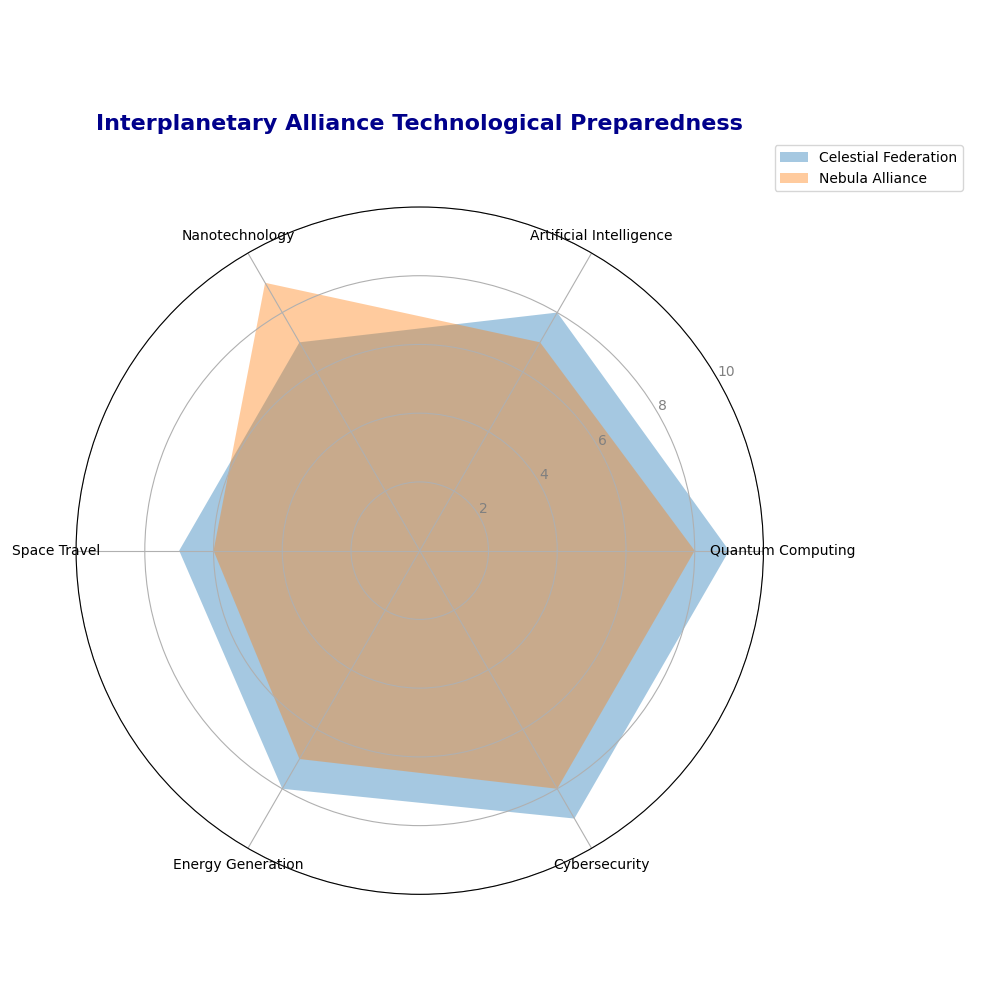 Interplanetary Alliance Technological Preparedness
Celestial Federation
Nebula Alliance
Nanotechnology
Artificial Intelligence
10
8
6
4
2
Space Travel
Quantum Computing
Energy Generation
Cybersecurity